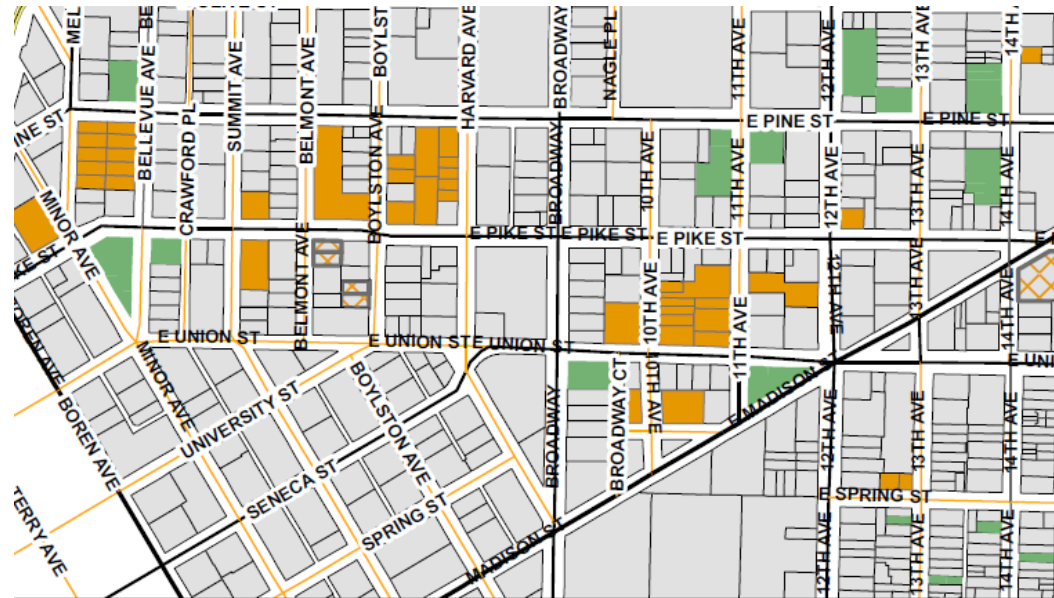 MEL
BELLEVUE AVE
CRAWFORD PL
SUMMIT AVE
BELMONT AVE
BOYLST
BOYLSTON AVE
HARVARD AVE
BROADWAY
NAGLE PL
11TH AVE
12TH AVE
13TH AVE
14TH AVE
INE ST
E PINE ST
E PINE ST
BROADWAY
10TH AVE
11TH AVE
12TH AVE
13TH AVE
14TH AVE
MINOR AVE
KE ST
E PIKE ST
E PIKE ST
E PIKE ST
E
BELMONT AVE
10TH AVE
11TH AVE
12TH AVE
13TH AVE
14TH AVE
OREN AVE
E UNION ST
E UNION ST
E UNION ST
E UNI
MINOR AVE
BOREN AVE
UNIVERSITY ST
BOYLSTON AVE
BROADWAY
BROADWAY CT
10TH AVE
E MADISON ST
12TH AVE
13TH AVE
14TH AVE
SENECA ST
SPRING ST
E SPRING ST
TERRY AVE
MADISON ST
12TH AVE
13TH AVE
14TH AVE